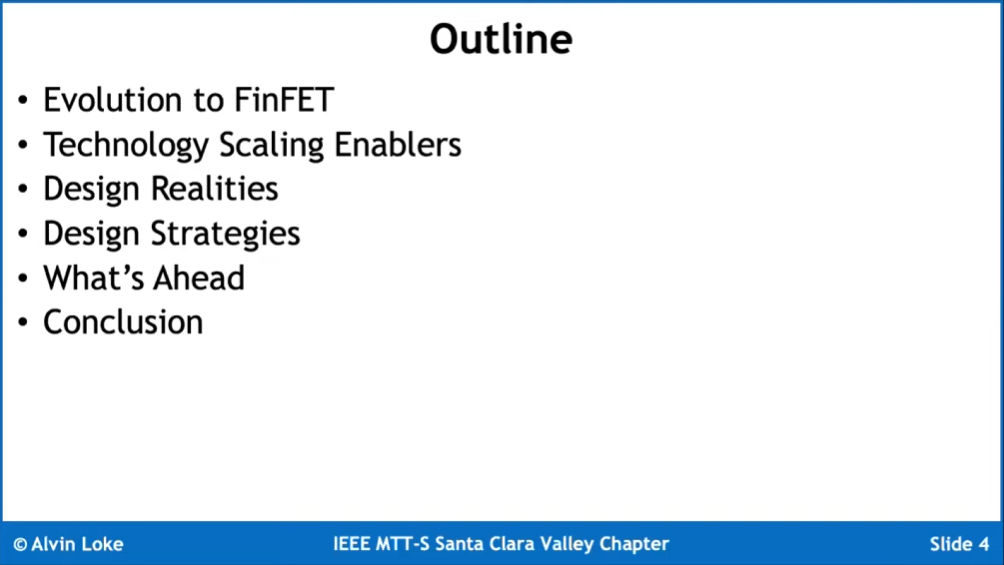 Outline
• Evolution to FinFET
• Technology Scaling Enablers
• Design Realities
• Design Strategies
• What’s Ahead
• Conclusion
© Alvin Loke
IEEE MTT-S Santa Clara Valley Chapter
Slide 4